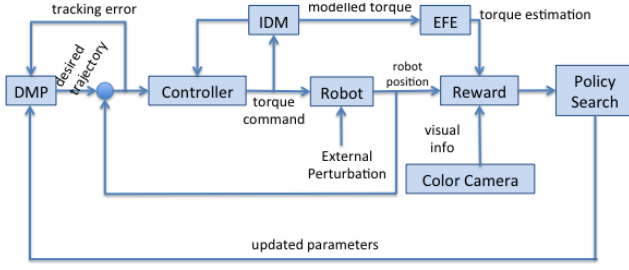 tracking error
IDM
modelled torque
EFE
torque estimation
desired
trajectory
DMP
Controller
torque
command
Robot
robot
position
Reward
Policy
Search
External
Perturbation
visual
info
Color Camera
updated parameters